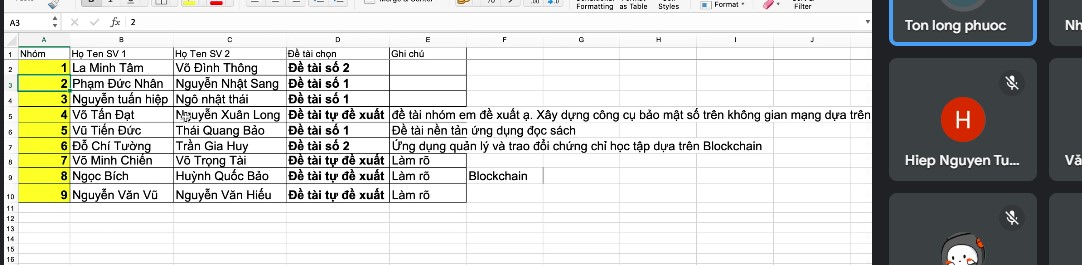 Formatting as Table Styles Format Filter
A3 fx 2
A B C D E F G H I J
1 Nhóm Họ Ten SV 1 Họ Ten SV 2 Đề tài chọn Ghi chú
2 1 La Minh Tâm Võ Đình Thông Đề tài số 2
3 2 Phạm Đức Nhân Nguyễn Nhật Sang Đề tài số 1
4 3 Nguyễn tuấn hiệp Ngô nhật thái Đề tài số 1
5 4 Võ Tấn Đạt Nguyễn Xuân Long Đề tài tự đề xuất đề tài nhóm em đề xuất ạ. Xây dựng công cụ bảo mật số trên không gian mạng dựa trên
6 5 Vũ Tiến Đức Thái Quang Bảo Đề tài số 1 Đề tài nền tản ứng dụng đọc sách
7 6 Đỗ Chí Tường Trần Gia Huy Đề tài số 2 Ứng dụng quản lý và trao đổi chứng chỉ học tập dựa trên Blockchain
8 7 Võ Minh Chiến Võ Trọng Tài Đề tài tự đề xuất Làm rõ
9 8 Ngọc Bích Huỳnh Quốc Bảo Đề tài tự đề xuất Làm rõ Blockchain
10 9 Nguyễn Văn Vũ Nguyễn Văn Hiếu Đề tài tự đề xuất Làm rõ
11
12
13
14
15
16
Ton long phuoc
Nh
H
Hiep Nguyen Tu...
Vă